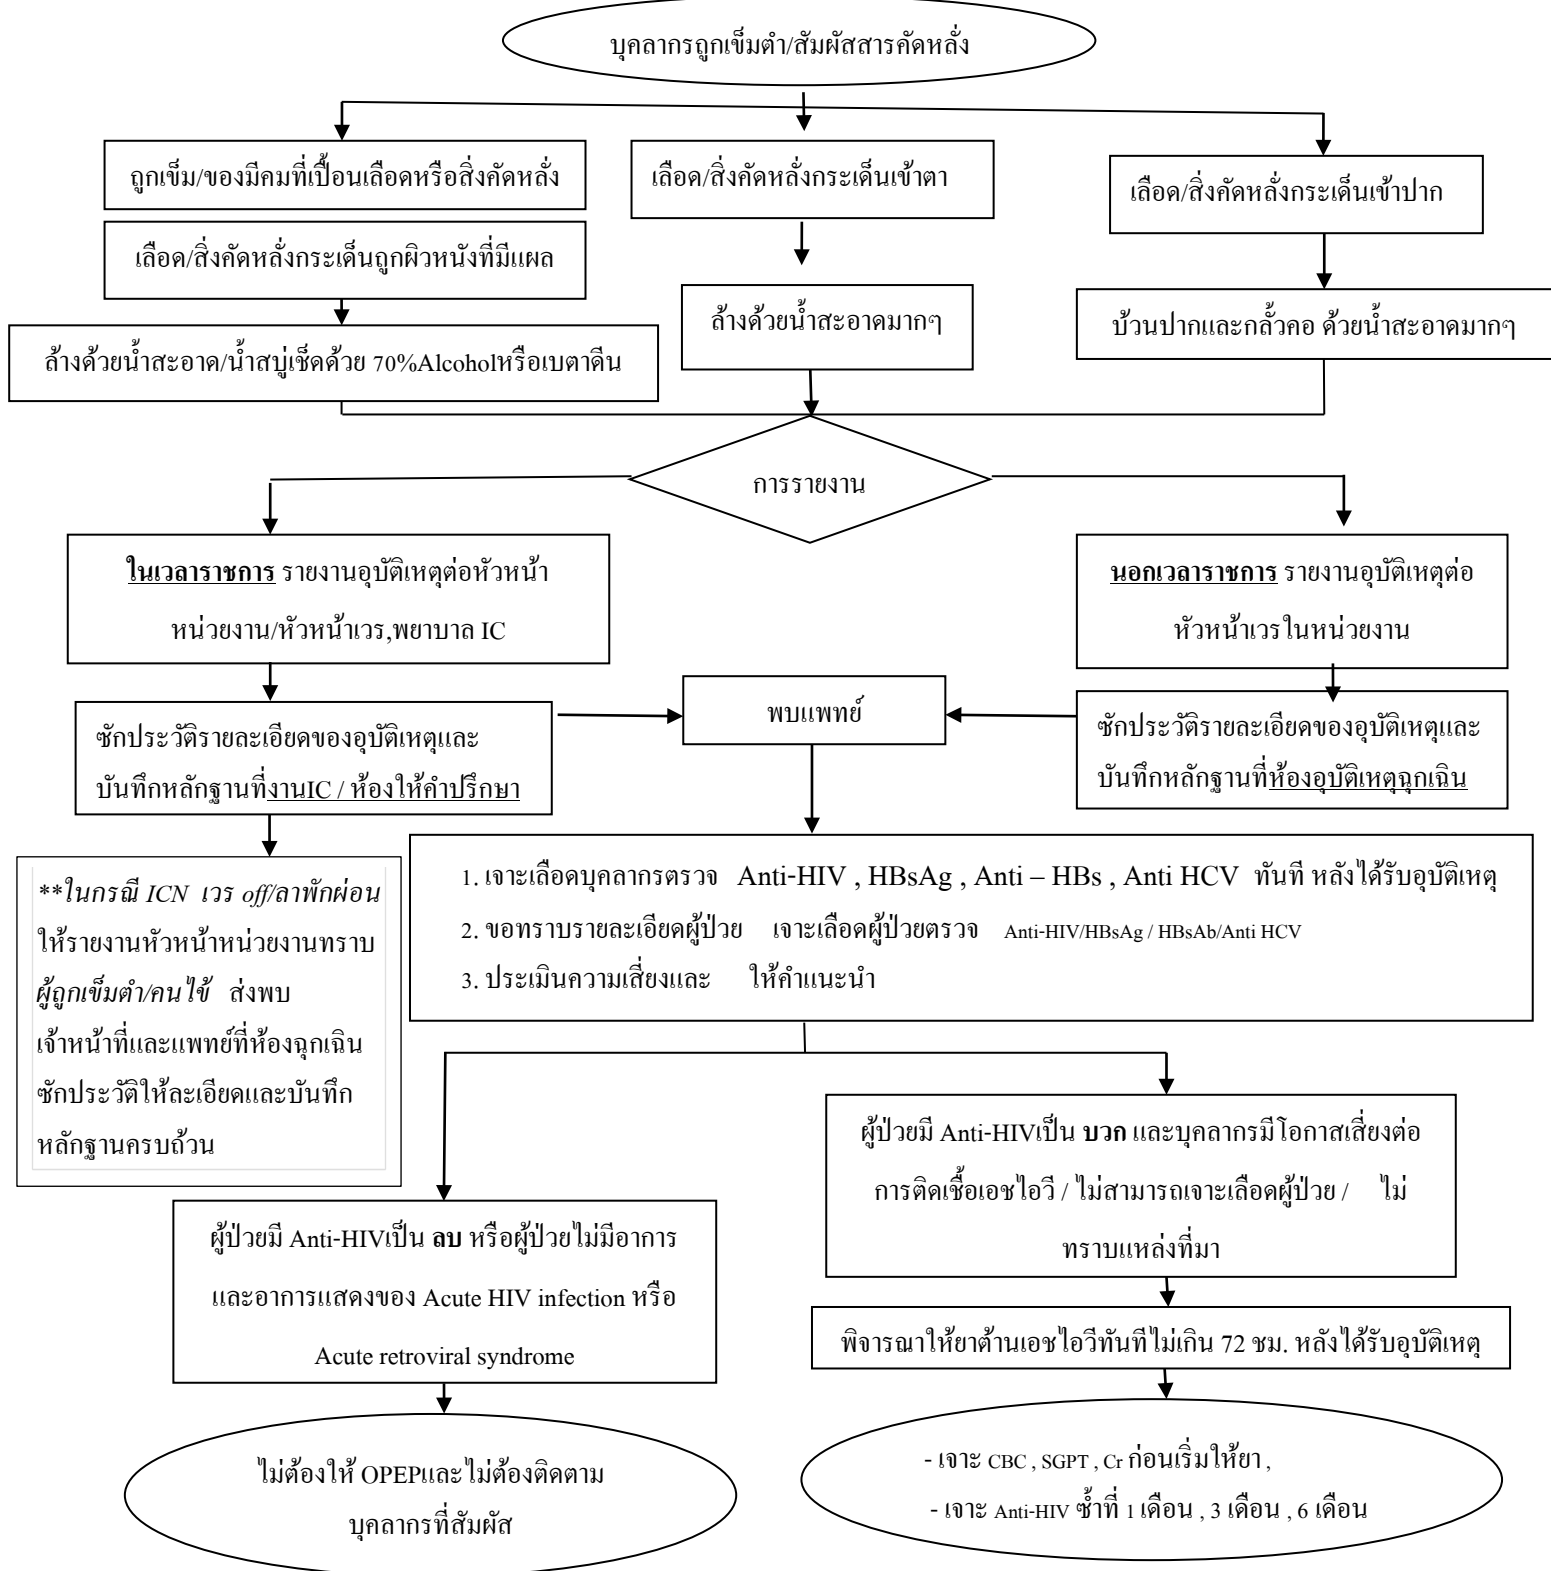 บุคลากรถูกเข็มตำ/สัมผัสสารคัดหลั่ง
ถูกเข็ม/ของมีคมที่เปื้อนเลือดหรือสิ่งคัดหลั่ง
เลือด/สิ่งคัดหลั่งกระเด็นถูกผิวหนังที่มีแผล
ล้างด้วยน้ำสะอาด/น้ำสบู่เช็ดด้วย 70%Alcoholหรือเบตาดีน
เลือด/สิ่งคัดหลั่งกระเด็นเข้าตา
ล้างด้วยน้ำสะอาดมากๆ
เลือด/สิ่งคัดหลั่งกระเด็นเข้าปาก
บ้วนปากและกลั้วคอ ด้วยน้ำสะอาดมากๆ
การรายงาน
ในเวลาราชการ รายงานอุบัติเหตุต่อหัวหน้า
หน่วยงาน/หัวหน้าเวร,พยาบาล IC
นอกเวลาราชการ รายงานอุบัติเหตุต่อ
หัวหน้าเวรในหน่วยงาน
ซักประวัติรายละเอียดของอุบัติเหตุและ
บันทึกหลักฐานที่งานIC / ห้องให้คำปรึกษา
พบแพทย์
ซักประวัติรายละเอียดของอุบัติเหตุและ
บันทึกหลักฐานที่ห้องอุบัติเหตุฉุกเฉิน
**ในกรณี ICN เวร off/ลาพักผ่อน
ให้รายงานหัวหน้าหน่วยงานทราบ
ผู้ถูกเข็มตำ/คนไข้ ส่งพบ
เจ้าหน้าที่และแพทย์ที่ห้องฉุกเฉิน
ซักประวัติให้ละเอียดและบันทึก
หลักฐานครบถ้วน
1. เจาะเลือดบุคลากรตรวจ Anti-HIV , HBsAg , Anti – HBs , Anti HCV ทันที หลังได้รับอุบัติเหตุ
2. ขอทราบรายละเอียดผู้ป่วย เจาะเลือดผู้ป่วยตรวจ Anti-HIV/HBsAg / HBsAb/Anti HCV
3. ประเมินความเสี่ยงและ ให้คำแนะนำ
ผู้ป่วยมี Anti-HIVเป็น ลบ หรือผู้ป่วยไม่มีอาการ
และอาการแสดงของ Acute HIV infection หรือ
Acute retroviral syndrome
ผู้ป่วยมี Anti-HIVเป็น บวก และบุคลากรมีโอกาสเสี่ยงต่อ
การติดเชื้อเอชไอวี / ไม่สามารถเจาะเลือดผู้ป่วย / ไม่
ทราบแหล่งที่มา
พิจารณาให้ยาต้านเอชไอวีทันทีไม่เกิน 72 ชม. หลังได้รับอุบัติเหตุ
ไม่ต้องให้ OPEPและไม่ต้องติดตาม
บุคลากรที่สัมผัส
- เจาะ CBC , SGPT , Cr ก่อนเริ่มให้ยา ,
- เจาะ Anti-HIV ซ้ำที่ 1 เดือน , 3 เดือน , 6 เดือน